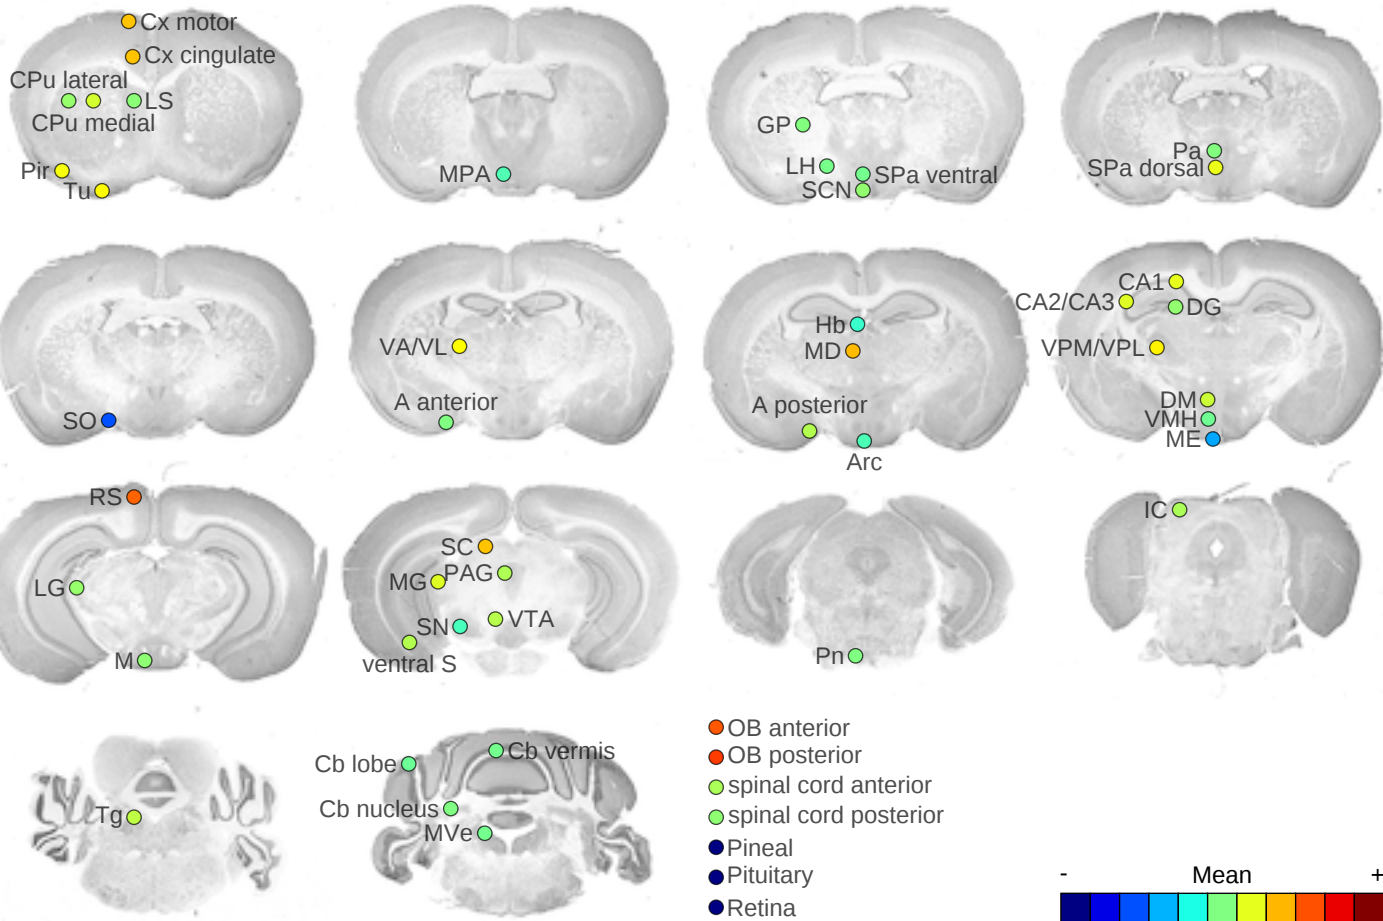 Cx motor
Cx cingulate
CPu lateral
LS
CPu medial
Pir
Tu
MPA
GP
LH
SPa ventral
SCN
Pa
SPa dorsal
SO
VA/VL
A anterior
Hb
MD
A posterior
Arc
CA1
CA2/CA3
DG
VPM/VPL
DM
VMH
ME
RS
LG
M
SC
MG
PAG
SN
VTA
ventral S
Pn
IC
Tg
Cb lobe
Cb vermis
Cb nucleus
MVe
OB anterior
OB posterior
spinal cord anterior
spinal cord posterior
Pineal
Pituitary
Retina
- Mean +